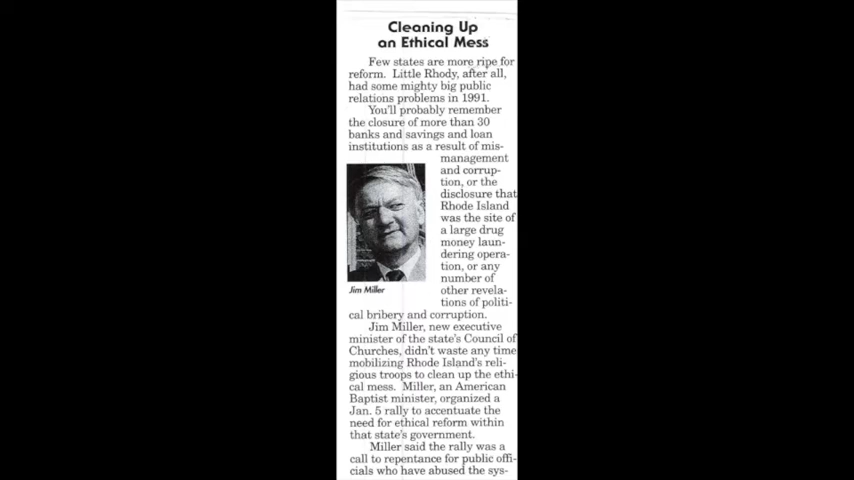 Cleaning Up
an Ethical Mess
Few states are more ripe for
reform. Little Rhody, after all,
had some mighty big public
relations problems in 1991.
You'll probably remember
the closure of more than 30
banks and savings and loan
institutions as a result of mis-
management
and corrup-
tion, or the
disclosure that
Rhode Island
was the site of
a large drug
money laun-
dering opera-
tion, or any
number of
other revela-
tions of politi-
Jim Miller
cal bribery and corruption.
Jim Miller, new executive
minister of the state's Council of
Churches, didn't waste any time
mobilizing Rhode Island's reli-
gious troops to clean up the ethi-
cal mess. Miller, an American
Baptist minister, organized a
Jan. 5 rally to accentuate the
need for ethical reform within
that state's government.
Miller said the rally was a
call to repentance for public offi-
cials who have abused the sys-